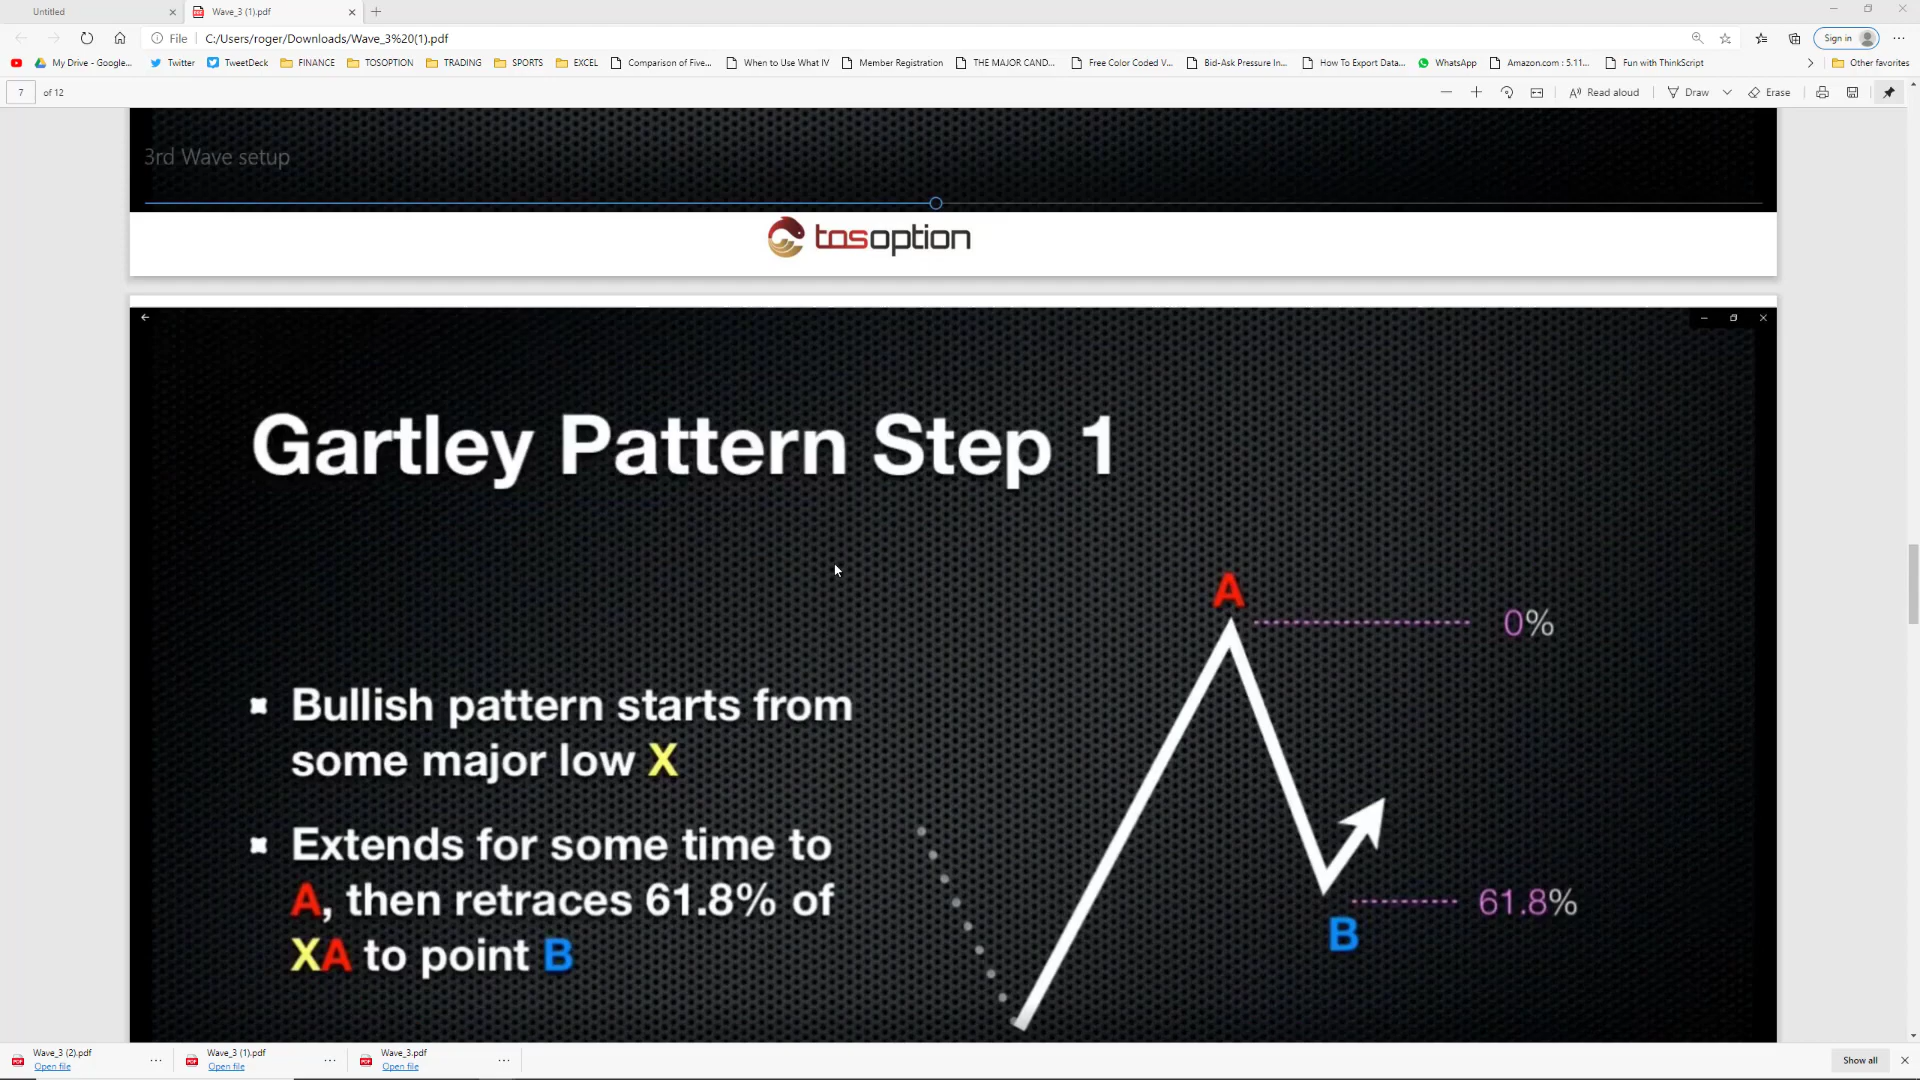 Untitled
Wave_3 (1).pdf
File
C:/Users/roger/Downloads/Wave_3%20(1).pdf
Sign in
My Drive - Google...
Twitter
TweetDeck
FINANCE
TOSOPTION
TRADING
SPORTS
EXCEL
Comparison of Five...
When to Use What IV
Member Registration
THE MAJOR CAND...
Free Color Coded V...
Bid-Ask Pressure In...
How To Export Data...
WhatsApp
Amazon.com : 5.11...
Fun with ThinkScript
Other favorites
7 of 12
Read aloud
Draw
Erase
3rd Wave setup
tosoption
Gartley Pattern Step 1
A
0%
Bullish pattern starts from
some major low X
Extends for some time to
A, then retraces 61.8% of
XA to point B
61.8%
B
Wave_3 (2).pdf
Open file
Wave_3 (1).pdf
Open file
Wave_3.pdf
Open file
Show all